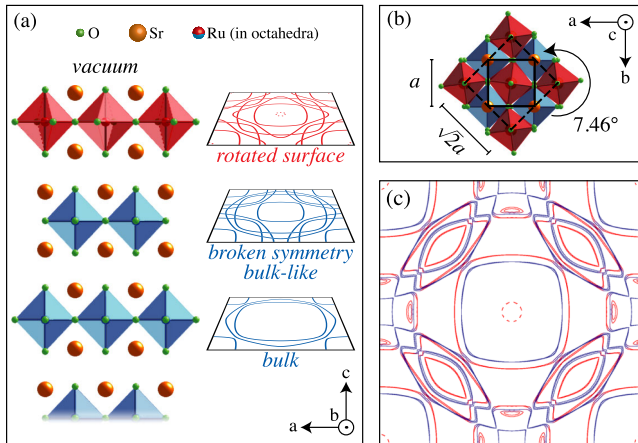 (a)
O
Sr
Ru (in octahedra)
vacuum
rotated surface
broken symmetry
bulk-like
bulk
c
b
a
(b)
a
c
b
a
√2a
7.46°
(c)